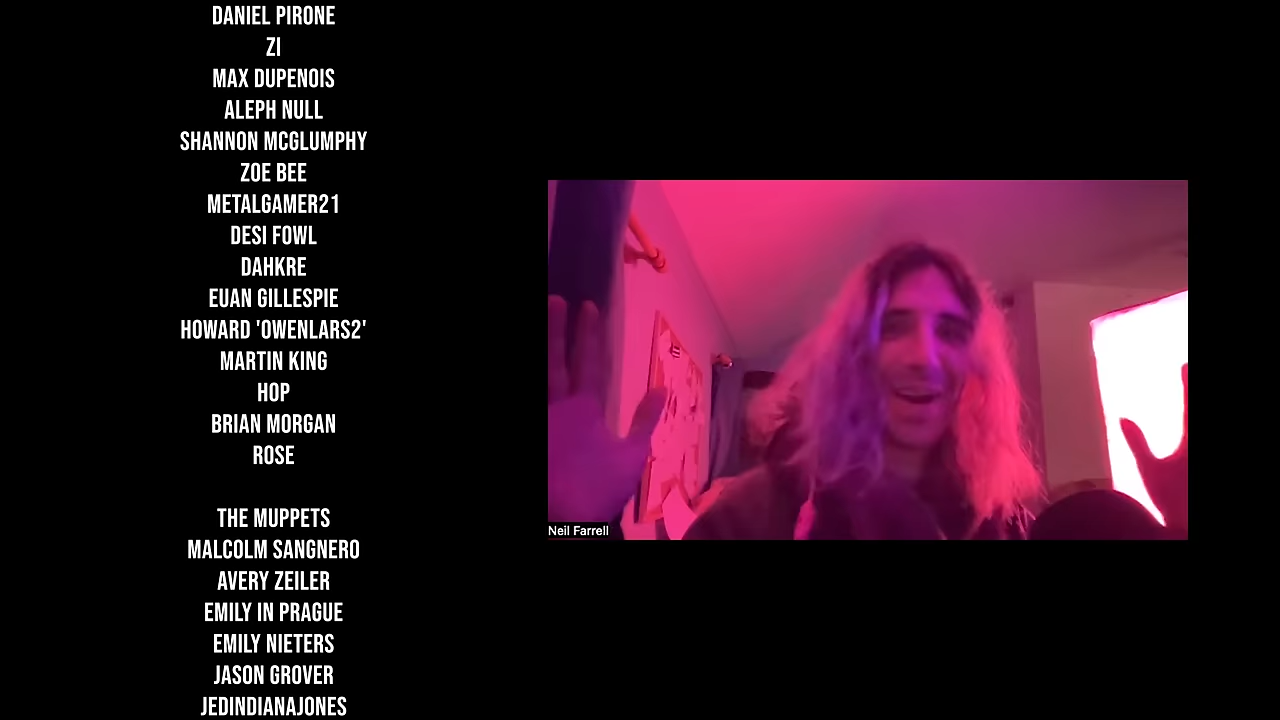 DANIEL PIRONE
ZI
MAX DUPENOIS
ALEPH NULL
SHANNON MCGLUMPHY
ZOE BEE
METALGAMER21
DESI FOWL
DAHKRE
EUAN GILLESPIE
HOWARD 'OWENLARS2'
MARTIN KING
HOP
BRIAN MORGAN
ROSE
THE MUPPETS
MALCOLM SANGNERO
AVERY ZEILER
EMILY IN PRAGUE
EMILY NIETERS
JASON GROVER
JEDINDIANAJONES
Neil Farrell